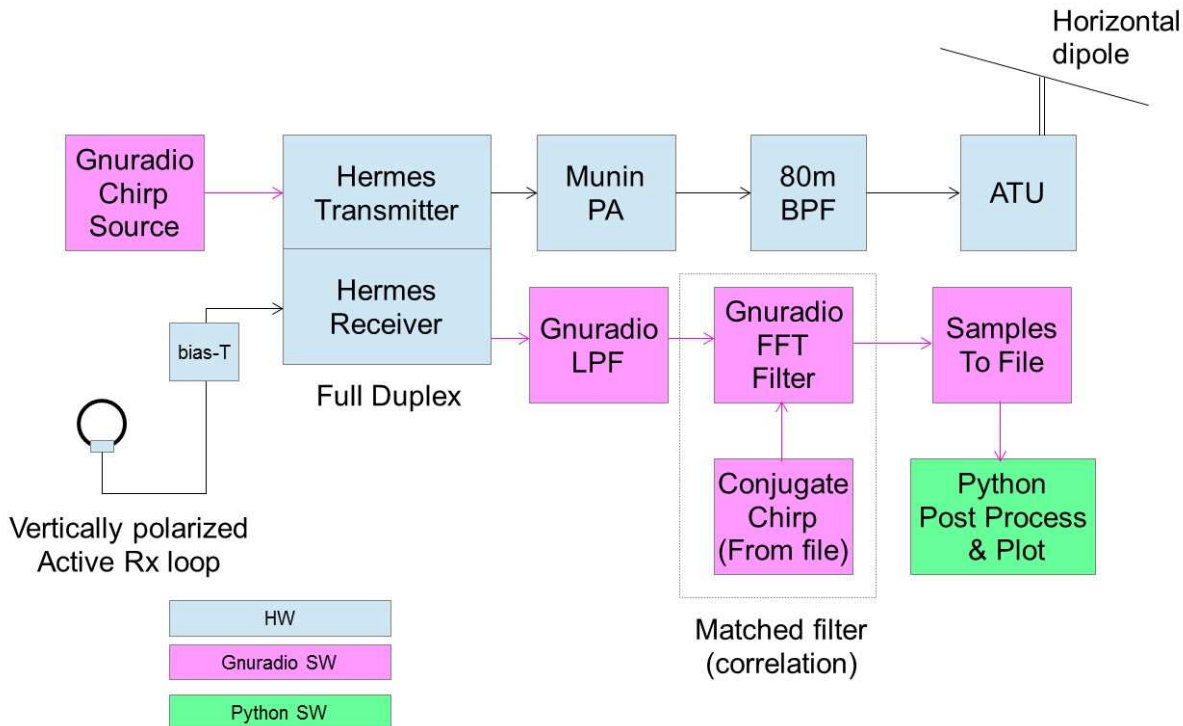 Horizontal
dipole
Gnuradio
Chirp
Source
Hermes
Transmitter
Munin
PA
80m
BPF
ATU
Hermes
Receiver
Full Duplex
bias-T
Gnuradio
LPF
Gnuradio
FFT
Filter
Samples
To File
Conjugate
Chirp
(From file)
Python
Post Process
& Plot
Vertically polarized
Active Rx loop
Matched filter
(correlation)
HW
Gnuradio SW
Python SW